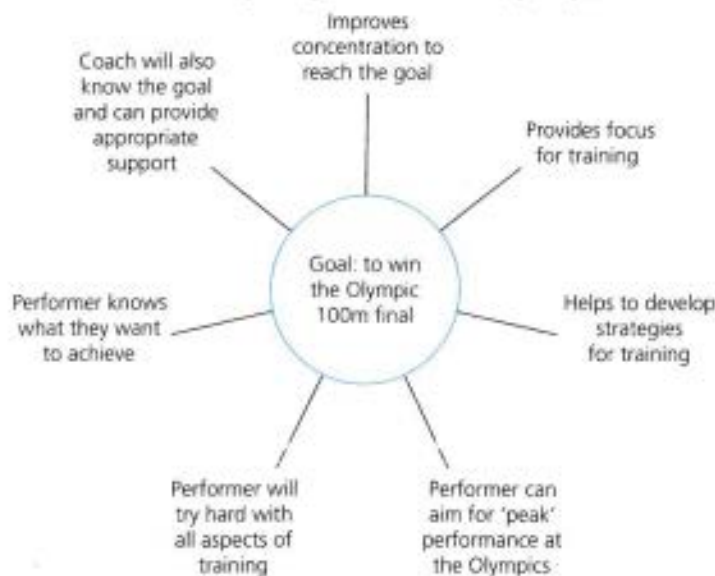 Improves
concentration to
reach the goal
Provides focus
for training
Helps to develop
strategies
for training
Performer can
aim for 'peak'
performance at
the Olympics
Performer will
try hard with
all aspects of
training
Performer knows
what they want
to achieve
Coach will also
know the goal
and can provide
appropriate
support
Goal: to win
the Olympic
100m final